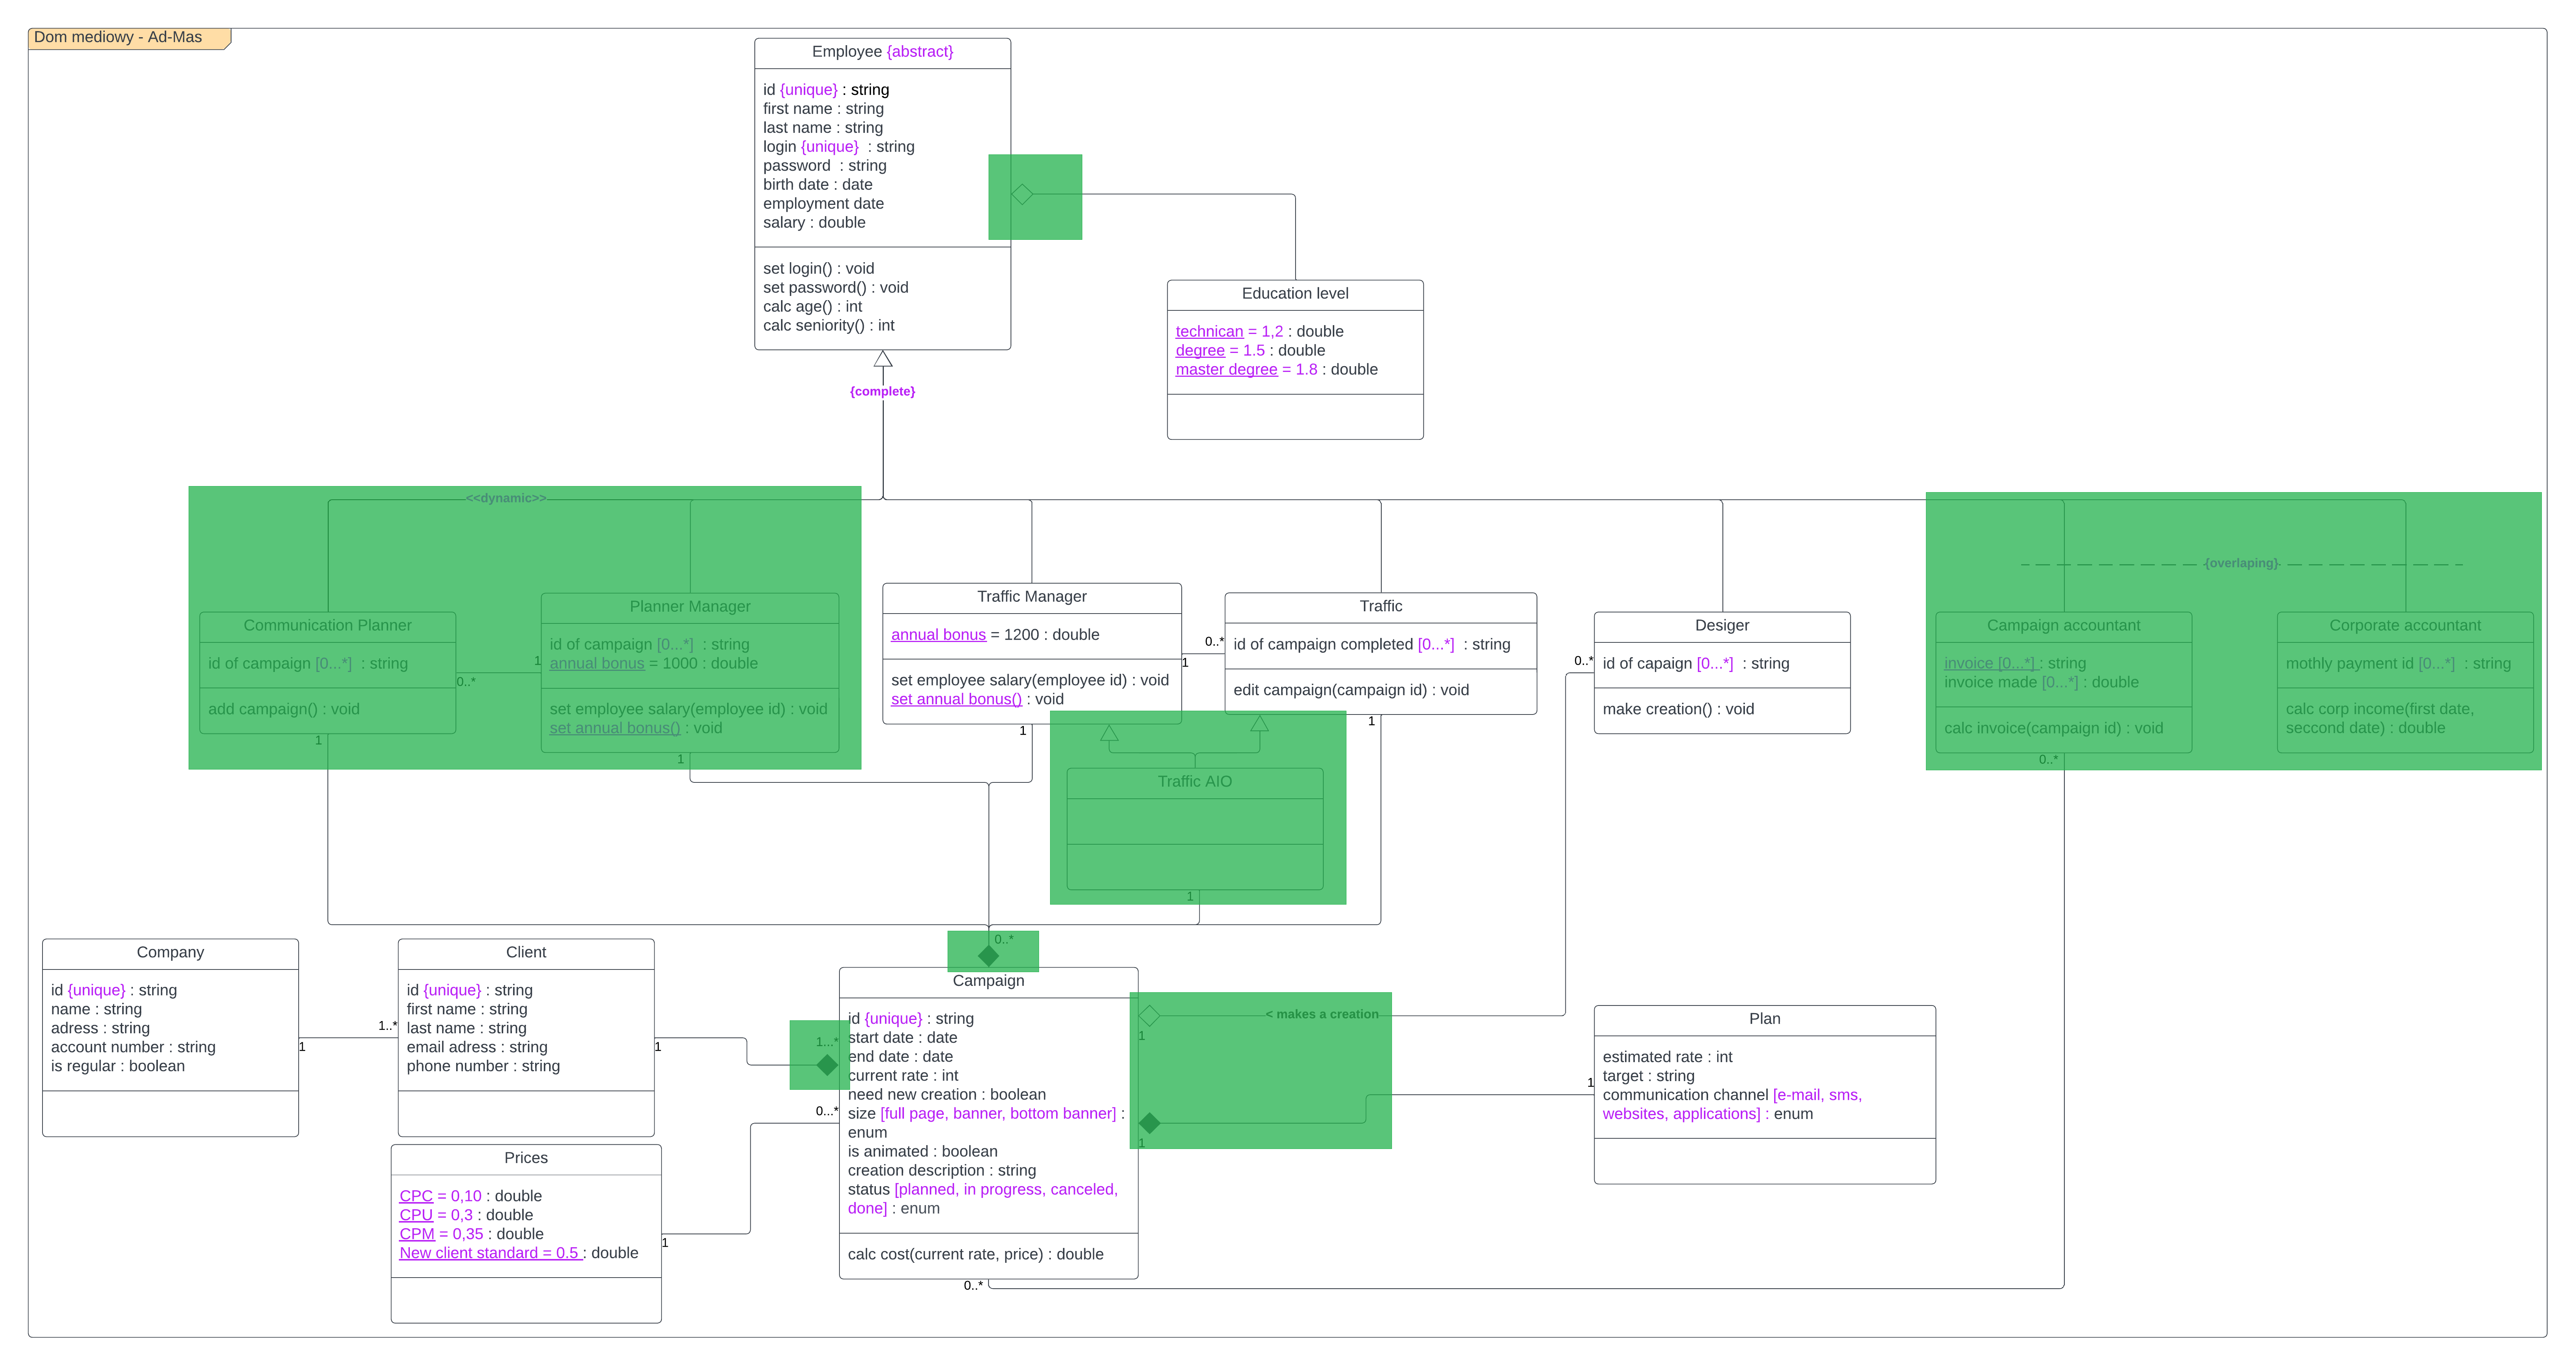 Dom mediowy - Ad-Mas
Employee {abstract}
id {unique} : string
first name : string
last name : string
login {unique}  : string
password  : string
birth date : date
employment date
salary : double
set login() : void
set password() : void
calc age() : int
calc seniority() : int
Education level
technican = 1,2 : double
degree = 1.5 : double
master degree = 1.8 : double
{complete}
<<dynamic>>
{overlaping}
Communication Planner
id of campaign [0...*]  : string
add campaign() : void
0..*
1
1
Planner Manager
id of campaign [0...*]  : string
annual bonus = 1000 : double
set employee salary(employee id) : void
set annual bonus() : void
1
Traffic Manager
annual bonus = 1200 : double
set employee salary(employee id) : void
set annual bonus() : void
1
0..*
1
Traffic
id of campaign completed [0...*]  : string
edit campaign(campaign id) : void
1
Desiger
id of capaign [0...*]  : string
make creation() : void
0..*
Campaign accountant
invoice [0...*] : string
invoice made [0...*] : double
calc invoice(campaign id) : void
0..*
Corporate accountant
mothly payment id [0...*]  : string
calc corp income(first date,
seccond date) : double
Traffic AIO
1
0..*
Company
id {unique} : string
name : string
adress : string
account number : string
is regular : boolean
1
1..*
Client
id {unique} : string
first name : string
last name : string
email adress : string
phone number : string
1
1...*
Campaign
id {unique} : string
start date : date
end date : date
current rate : int
need new creation : boolean
size [full page, banner, bottom banner] :
enum
is animated : boolean
creation description : string
status [planned, in progress, canceled,
done] : enum
calc cost(current rate, price) : double
0..*
< makes a creation
1
1
1
Plan
estimated rate : int
target : string
communication channel [e-mail, sms,
websites, applications] : enum
Prices
CPC = 0,10 : double
CPU = 0,3 : double
CPM = 0,35 : double
New client standard = 0.5 : double
1
0...*